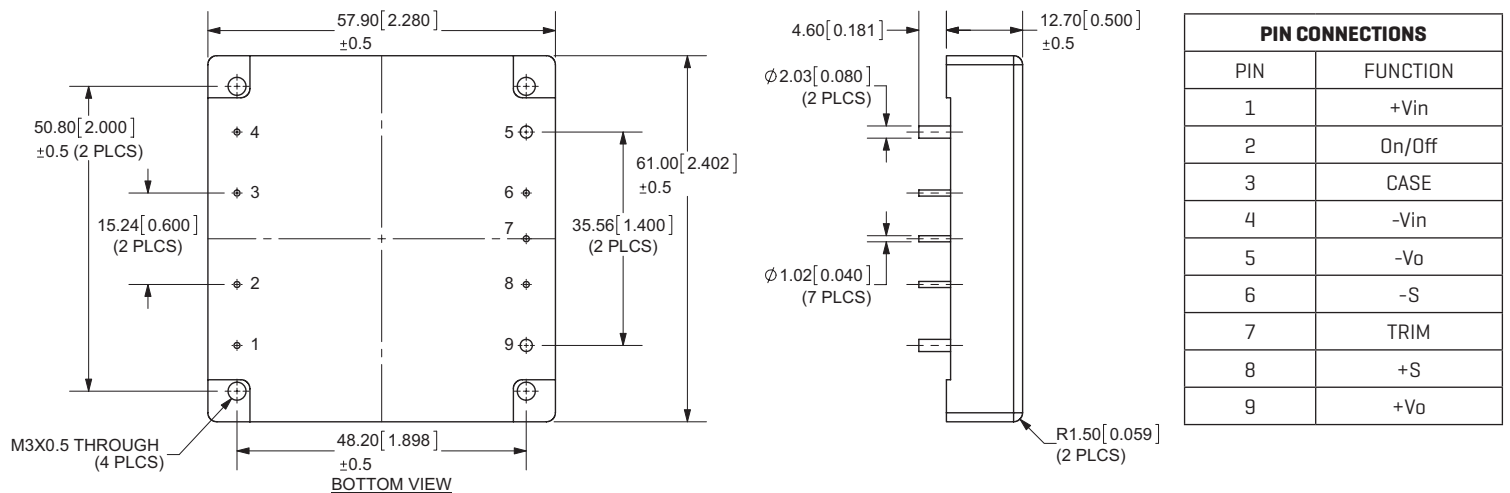 57.90[2.280]
±0.5
50.80[2.000]
±0.5 (2 PLCS)
4
5
3
6
15.24[0.600]
(2 PLCS)
7
35.56[1.400]
(2 PLCS)
61.00[2.402]
±0.5
2
8
1
9
M3X0.5 THROUGH
(4 PLCS)
48.20[1.898]
±0.5
BOTTOM VIEW
4.60[0.181]
12.70[0.500]
±0.5
Ø2.03[0.080]
(2 PLCS)
Ø1.02[0.040]
(7 PLCS)
R1.50[0.059]
(2 PLCS)
PIN CONNECTIONS
PIN FUNCTION
1 +Vin
2 On/Off
3 CASE
4 -Vin
5 -Vo
6 -S
7 TRIM
8 +S
9 +Vo